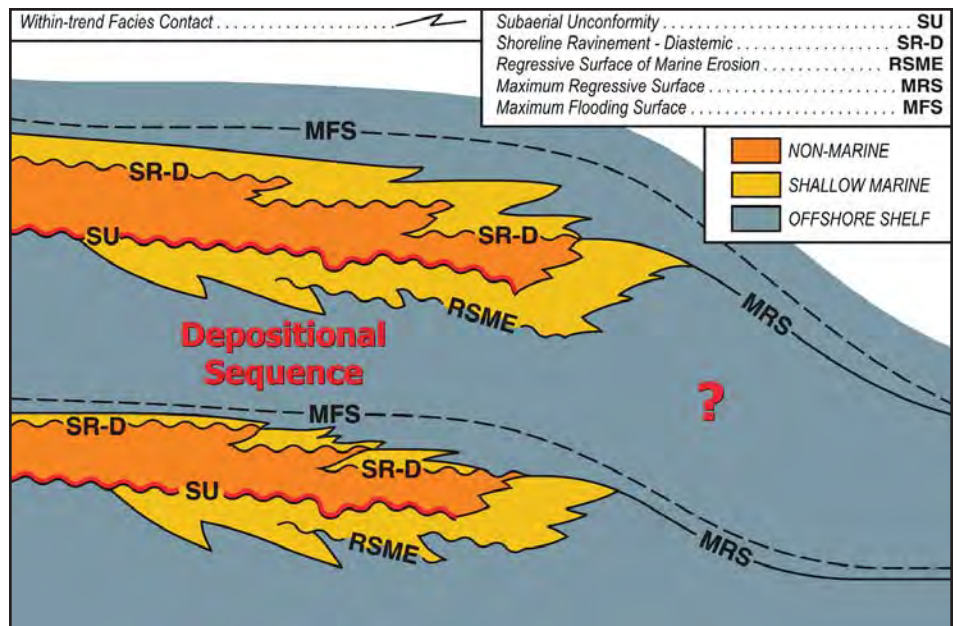 Within-trend Facies Contact . . . . . . . . . . . . . . . . . . .
Subaerial Unconformity . . . . . . . . . . . . . . . . . . . . . . . . SU
Shoreline Ravinement - Diastemic . . . . . . . . . . . . . . . SR-D
Regressive Surface of Marine Erosion . . . . . . . . . . . RSME
Maximum Regressive Surface . . . . . . . . . . . . . . . . . MRS
Maximum Flooding Surface . . . . . . . . . . . . . . . . . . . MFS
NON-MARINE
SHALLOW MARINE
OFFSHORE SHELF
MFS
SR-D
SU
SR-D
RSME
MRS
Depositional
Sequence
?
MFS
SR-D
SR-D
SU
RSME
MRS